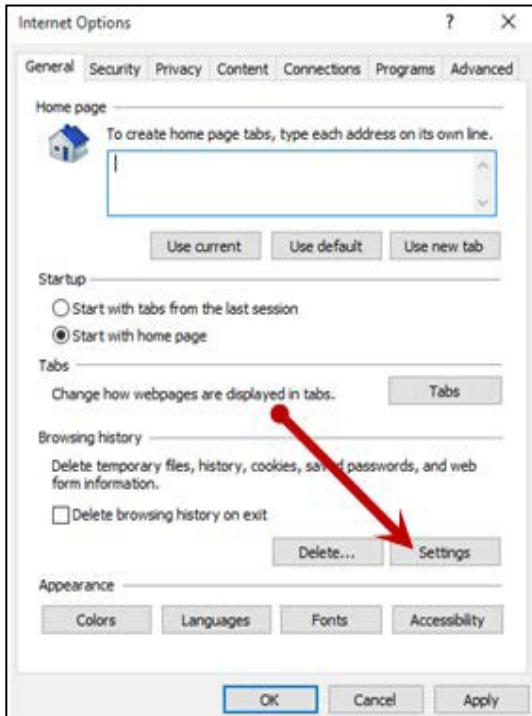 Internet Options ? ×
General Security Privacy Content Connections Programs Advanced
Home page
To create home page tabs, type each address on its own line.
Use current Use default Use new tab
Startup
Start with tabs from the last session
Start with home page
Tabs
Change how webpages are displayed in tabs. Tabs
Browsing history
Delete temporary files, history, cookies, saved passwords, and web
form information.
Delete browsing history on exit
Delete... Settings
Appearance
Colors Languages Fonts Accessibility
OK Cancel Apply